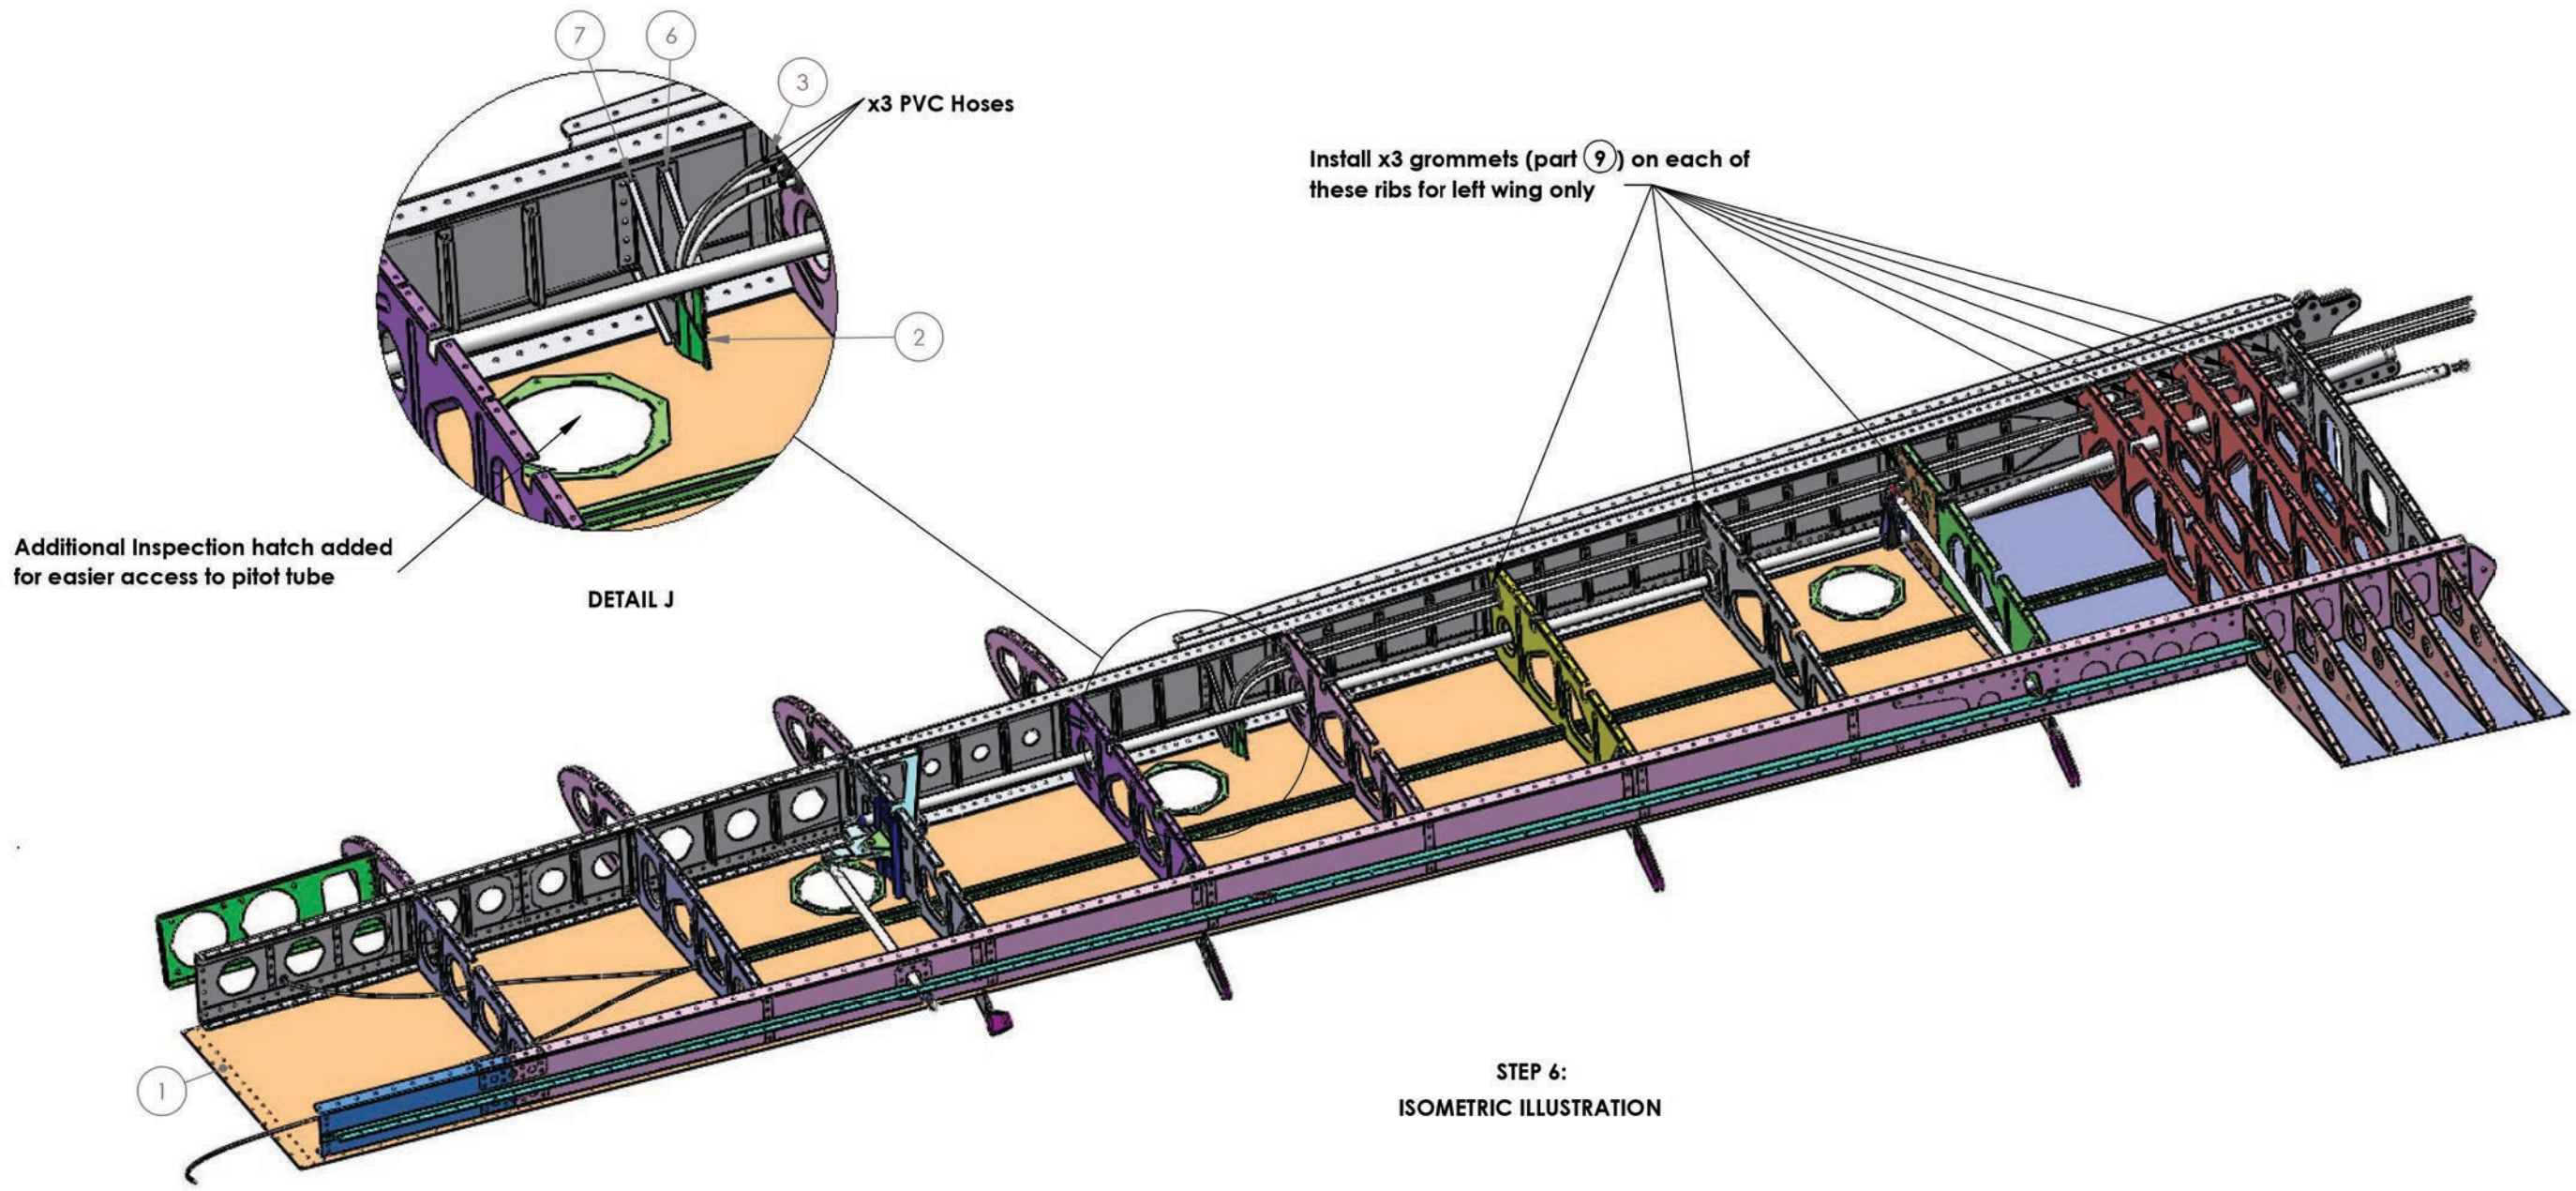 7
6
3
x3 PVC Hoses
Install x3 grommets (part 9) on each of
these ribs for left wing only
2
Additional Inspection hatch added
for easier access to pitot tube
DETAIL J
1
STEP 6:
ISOMETRIC ILLUSTRATION